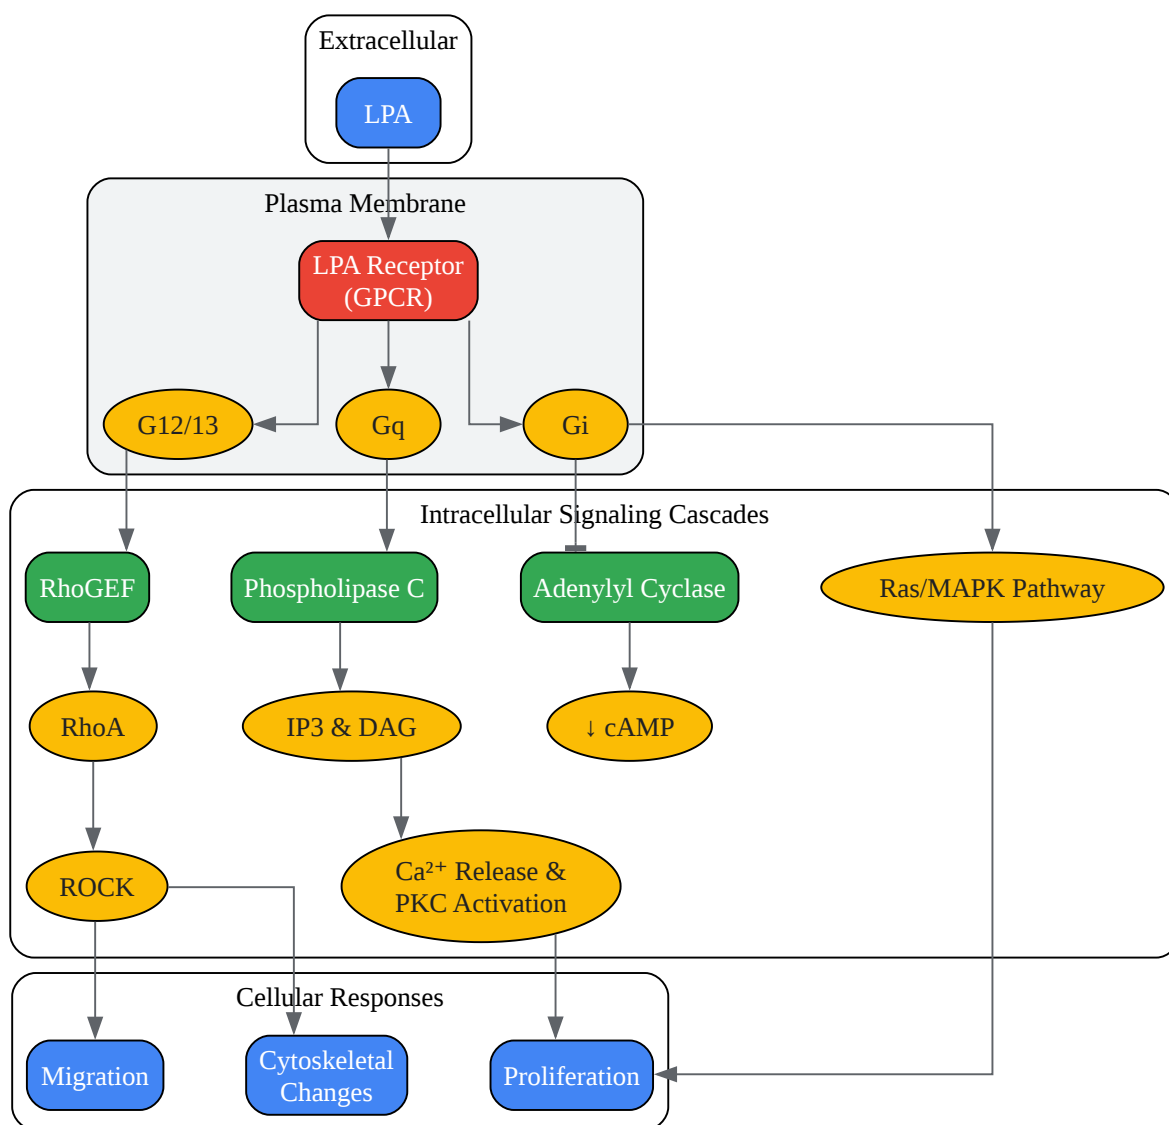 Extracellular
LPA
Plasma Membrane
LPA Receptor
(GPCR)
G12/13
Gq
Gi
Intracellular Signaling Cascades
RhoGEF
Phospholipase C
Adenylyl Cyclase
Ras/MAPK Pathway
RhoA
IP3 & DAG
↓ cAMP
ROCK
Ca²⁺ Release &
PKC Activation
Cellular Responses
Migration
Cytoskeletal
Changes
Proliferation